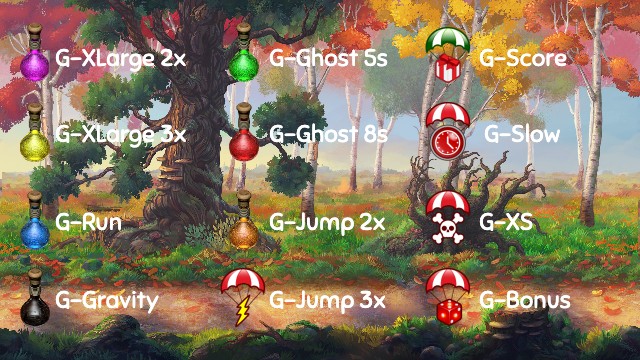 G-XLarge 2x
G-Ghost 5s
G-Score
G-XLarge 3x
G-Ghost 8s
G-Slow
G-Run
G-Jump 2x
G-XS
G-Gravity
G-Jump 3x
G-Bonus